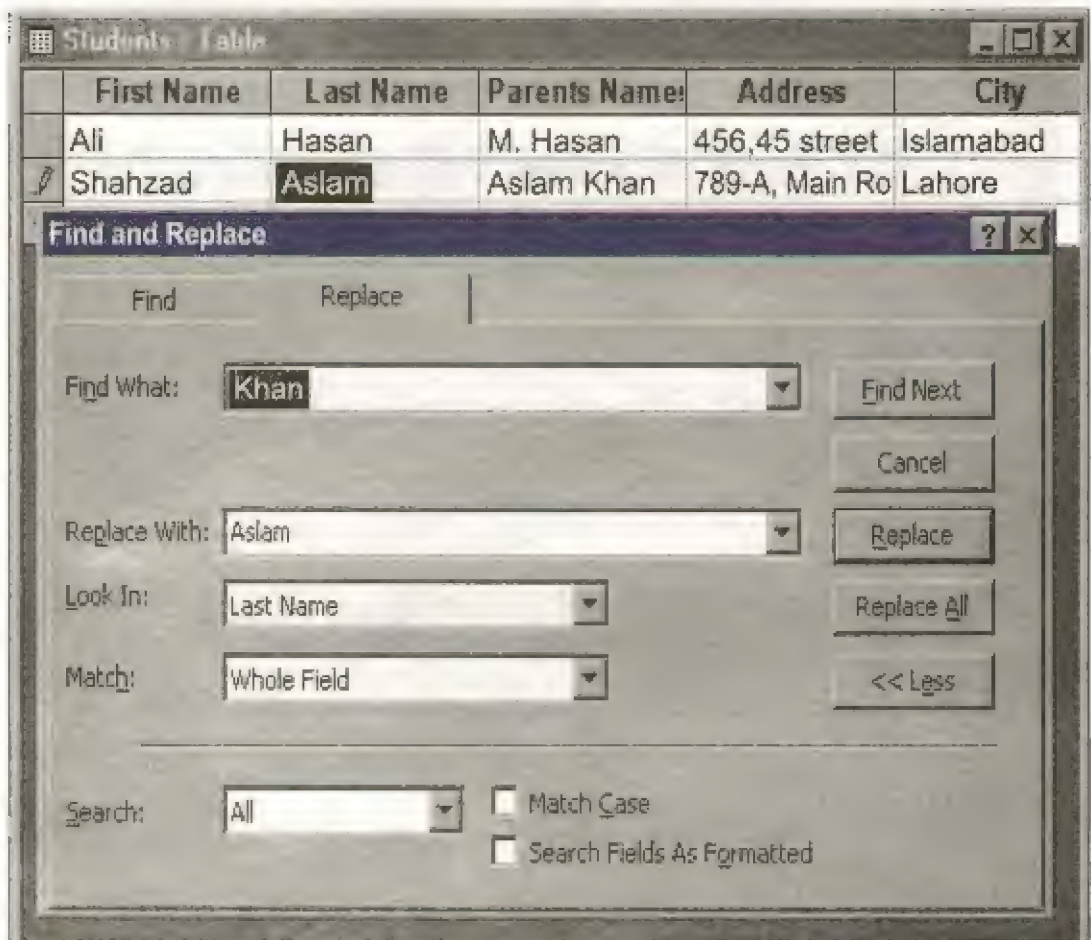 Students : Table
First Name Last Name Parents Name: Address City
Ali Hasan M. Hasan 456,45 street Islamabad
Shahzad Aslam Aslam Khan 789-A, Main Ro Lahore
Find and Replace
Find Replace
Find What: Khan Find Next
Cancel
Replace With: Aslam Replace
Look In: Last Name Replace All
Match: Whole Field << Less
Search: All Match Case
Search Fields As Formatted